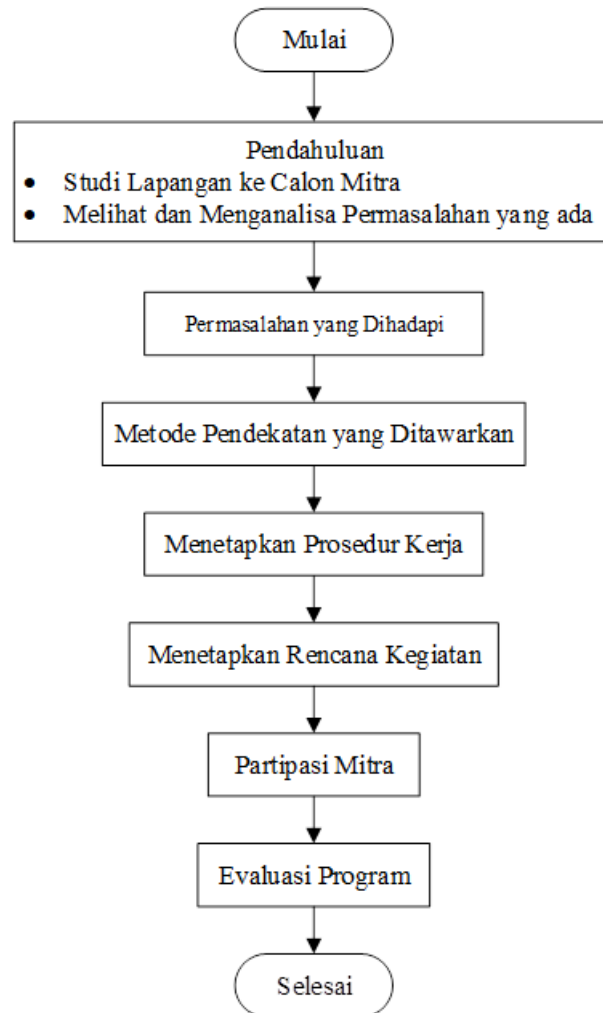 Mulai
Pendahuluan
• Studi Lapangan ke Calon Mitra
• Melihat dan Menganalisa Permasalahan yang ada
Permasalahan yang Dihadapi
Metode Pendekatan yang Ditawarkan
Menetapkan Prosedur Kerja
Menetapkan Rencana Kegiatan
Partipasi Mitra
Evaluasi Program
Selesai